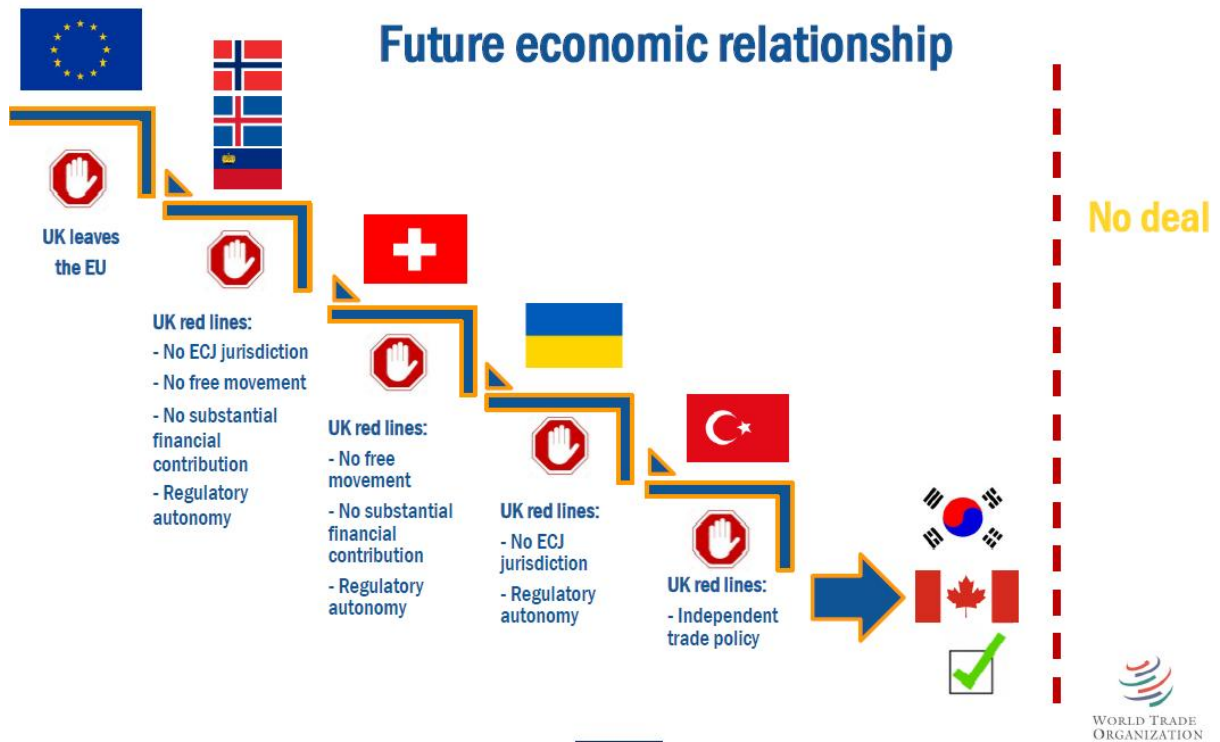 Future economic relationship
UK leaves
the EU
UK red lines:
- No ECJ jurisdiction
- No free movement
- No substantial
financial
contribution
- Regulatory
autonomy
UK red lines:
- No free
movement
- No substantial
financial
contribution
- Regulatory
autonomy
UK red lines:
- No ECJ
jurisdiction
- Regulatory
autonomy
UK red lines:
- Independent
trade policy
No deal
WORLD TRADE
ORGANIZATION